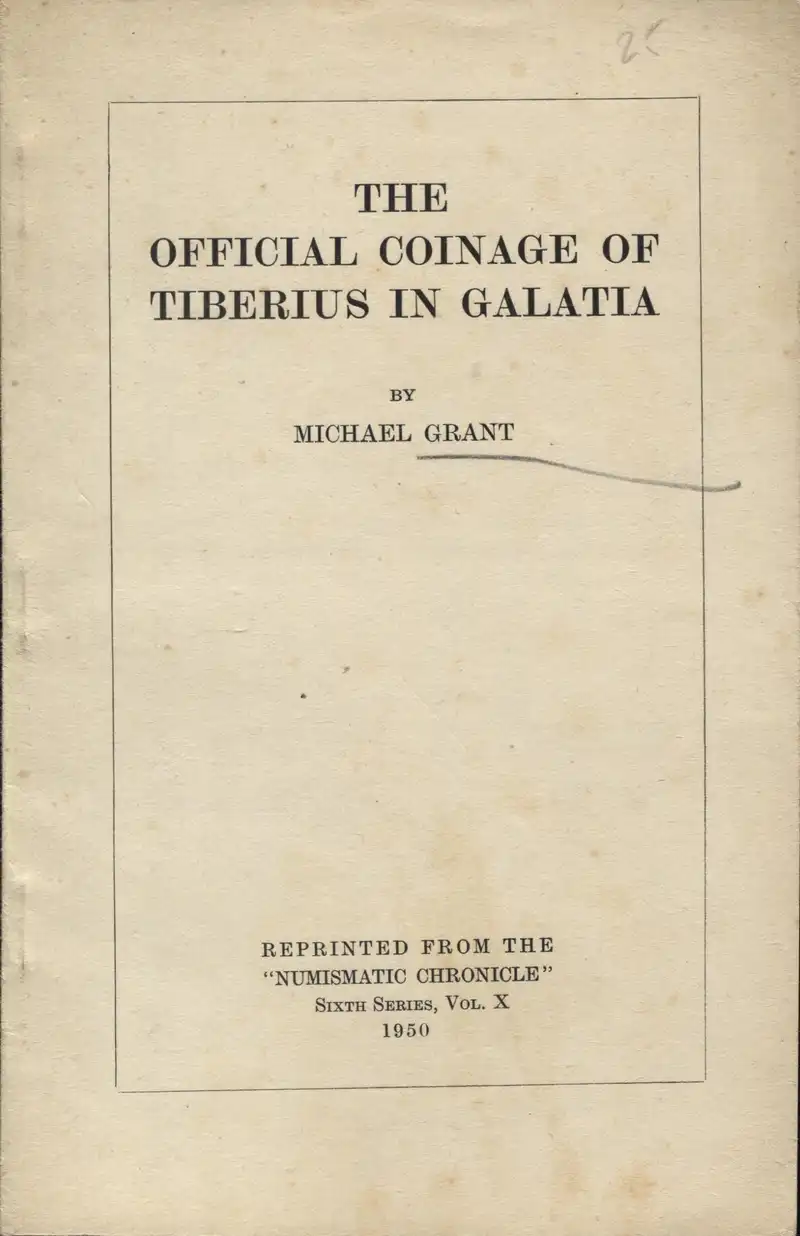 THE
OFFICIAL COINAGE OF
TIBERIUS IN GALATIA
BY
MICHAEL GRANT
REPRINTED FROM THE
"NUMISMATIC CHRONICLE"
SIXTH SERIES, VOL. X
1950